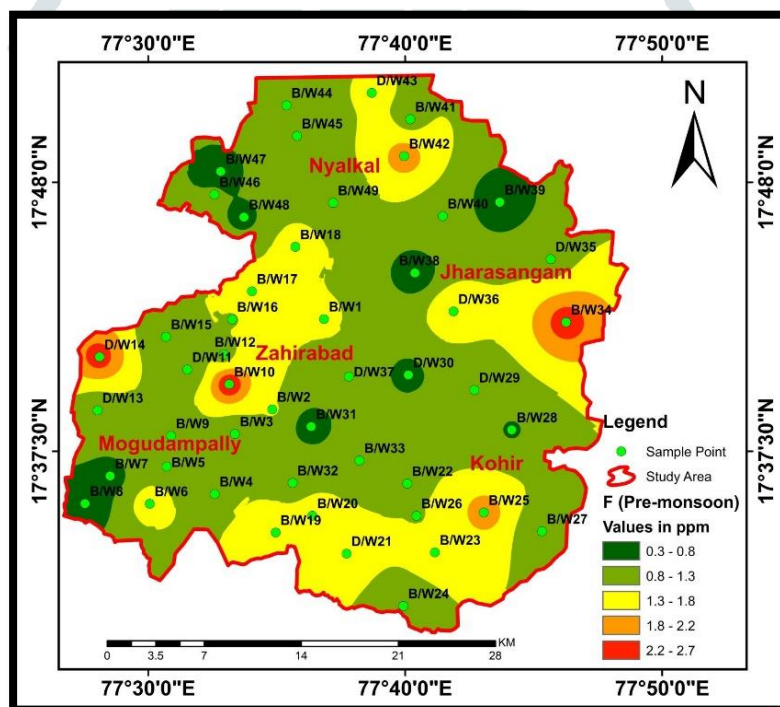 77°30'0"E 77°40'0"E 77°50'0"E
N
D/W43
B/W44
B/W41
B/W45
B/W42
Nyalkal
B/W47
17°48'0"N
17°48'0"N
B/W46
B/W39
B/W49
B/W48
B/W40
B/W18
D/W35
B/W38
Jharasangam
B/W17
D/W36
B/W16
B/W1
B/W34
B/W15
D/W14
B/W12
Zahirabad
D/W11
B/W10
D/W37
D/W30
D/W29
D/W13
B/W2
B/W31
B/W28
B/W9
B/W3
Mogudampally
17°37'30"N
17°37'30"N
B/W33
Kohir
B/W7
B/W5
B/W32
B/W22
B/W8
B/W6
B/W4
B/W20
B/W26
B/W25
B/W19
B/W27
D/W21
B/W23
B/W24
Legend
Sample Point
Study Area
F (Pre-monsoon)
Values in ppm
0.3 - 0.8
0.8 - 1.3
1.3 - 1.8
1.8 - 2.2
2.2 - 2.7
KM
0 3.5 7 14 21 28
77°30'0"E 77°40'0"E 77°50'0"E